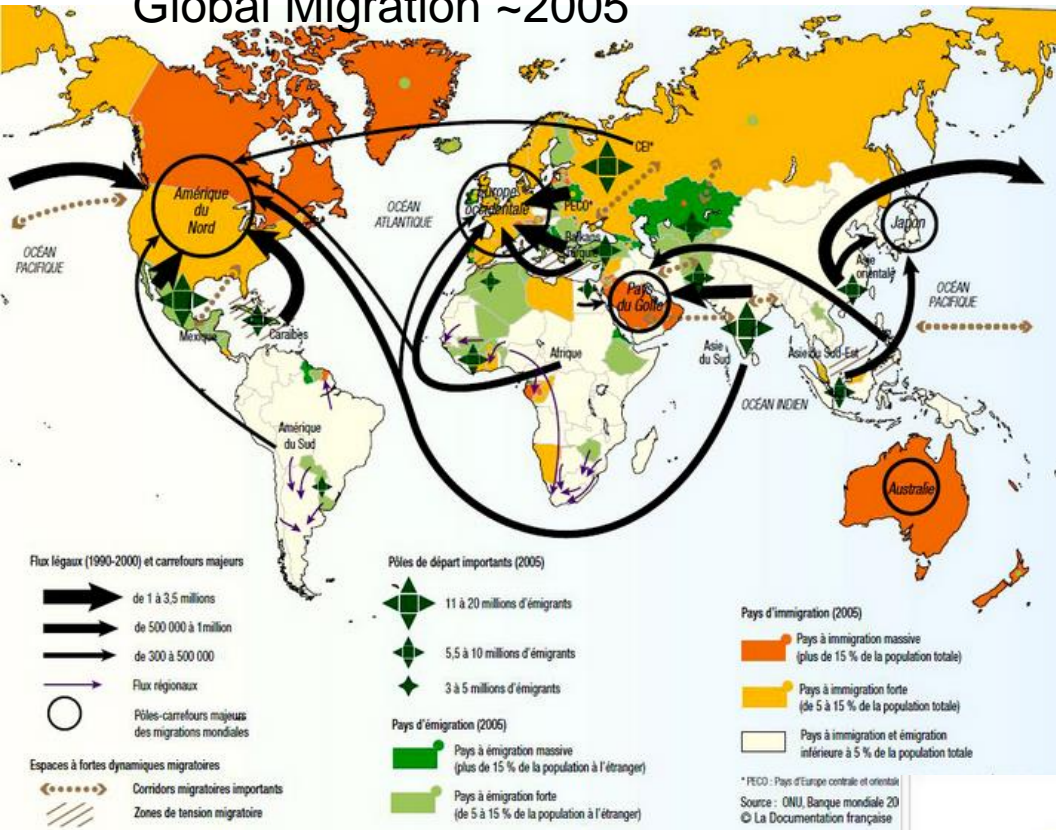 Global Migration ~2005
CEI*
Amérique
du
Nord
Europe
occidentale
PECO*
OCÉAN
ATLANTIQUE
Balkans
Japon
OCÉAN
PACIFIQUE
Asie
orientale
Pays
du Golfe
OCÉAN
PACIFIQUE
Mexique
Caraïbes
Afrique
Asie
du Sud
Asie du Sud-Est
OCÉAN INDIEN
Amérique
du Sud
Australie
Flux légaux (1990-2000) et carrefours majeurs
de 1 à 3,5 millions
de 500 000 à 1million
de 300 à 500 000
Flux régionaux
Pôles-carrefours majeurs
des migrations mondiales
Espaces à fortes dynamiques migratoires
Corridors migratoires importants
Zones de tension migratoire
Pôles de départ importants (2005)
11 à 20 millions d'émigrants
5,5 à 10 millions d'émigrants
3 à 5 millions d'émigrants
Pays d'émigration (2005)
Pays à émigration massive
(plus de 15 % de la population à l'étranger)
Pays à émigration forte
(de 5 à 15 % de la population à l'étranger)
Pays d'immigration (2005)
Pays à immigration massive
(plus de 15 % de la population totale)
Pays à immigration forte
(de 5 à 15 % de la population totale)
Pays à immigration et émigration
inférieure à 5 % de la population totale
* PECO : Pays d'Europe centrale et orientale
Source : ONU, Banque mondiale 20
© La Documentation française